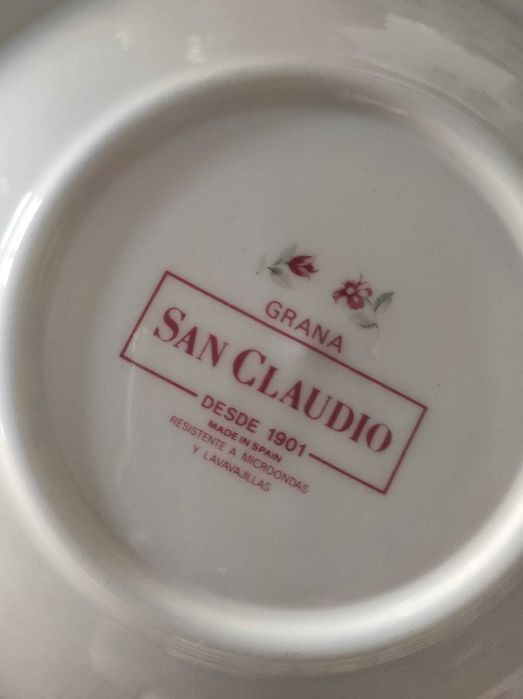 GRANA
SAN CLAUDIO
DESDE 1901
MADE IN SPAIN
RESISTENTE A MICROONDAS
Y LAVAVAJILLAS